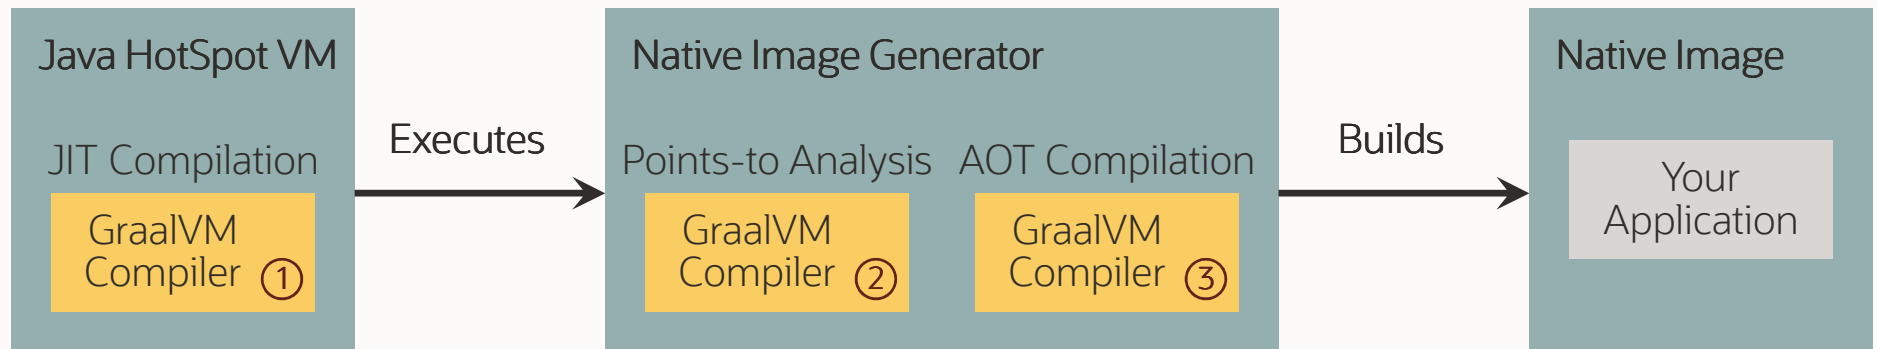 Java HotSpot VM
JIT Compilation
GraalVM
Compiler ①
Executes
Native Image Generator
Points-to Analysis
GraalVM
Compiler ②
AOT Compilation
GraalVM
Compiler ③
Builds
Native Image
Your
Application